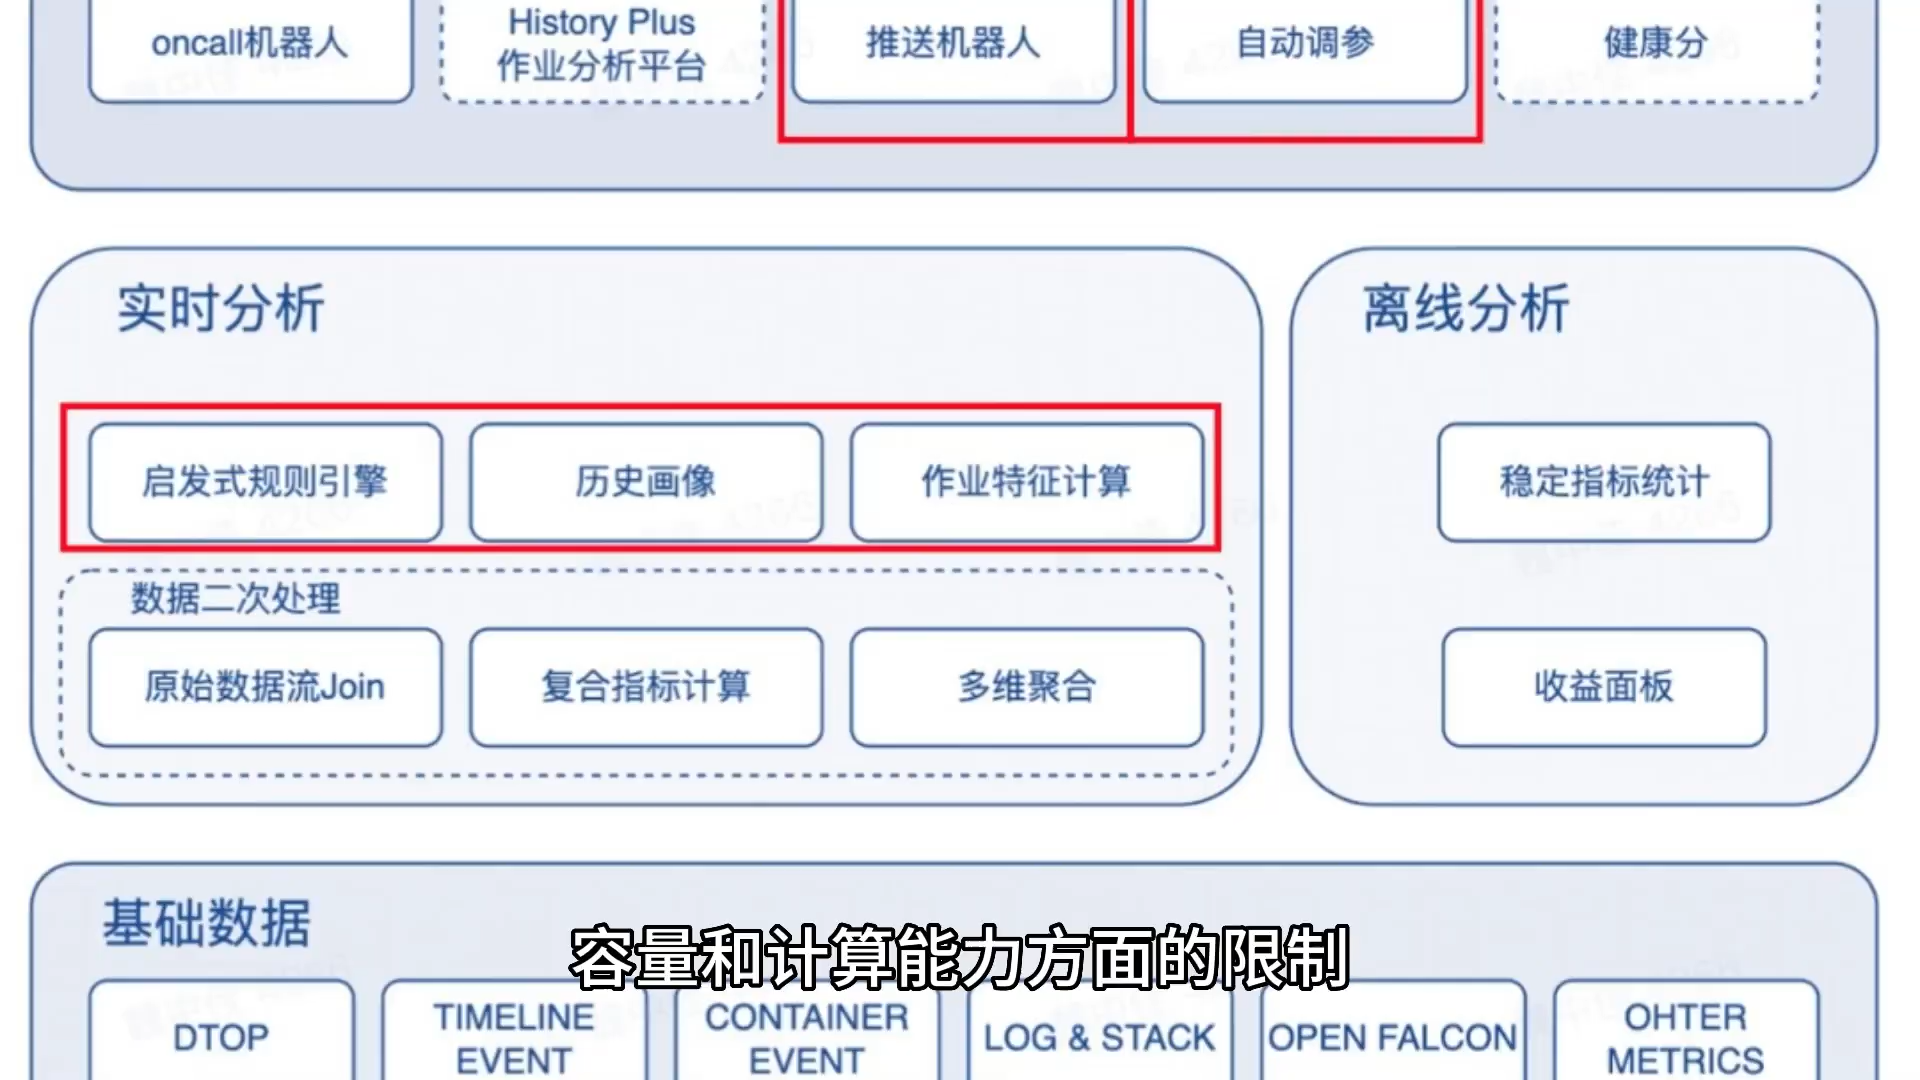 oncall机器人
History Plus
作业分析平台
推送机器人
自动调参
健康分
实时分析
离线分析
启发式规则引擎
历史画像
作业特征计算
稳定指标统计
数据二次处理
原始数据流Join
复合指标计算
多维聚合
收益面板
基础数据
容量和计算能力方面的限制
DTOP
TIMELINE
EVENT
CONTAINER
EVENT
LOG & STACK
OPEN FALCON
OHTER
METRICS